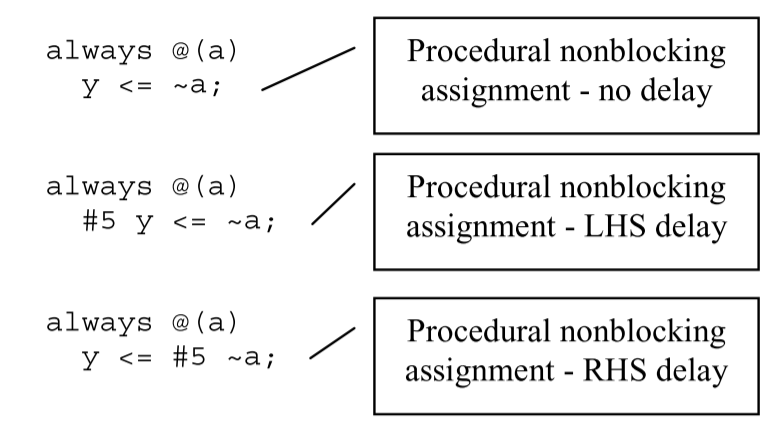 always @(a)
y <= ~a;
Procedural nonblocking
assignment - no delay
always @(a)
#5 y <= ~a;
Procedural nonblocking
assignment - LHS delay
always @(a)
y <= #5 ~a;
Procedural nonblocking
assignment - RHS delay